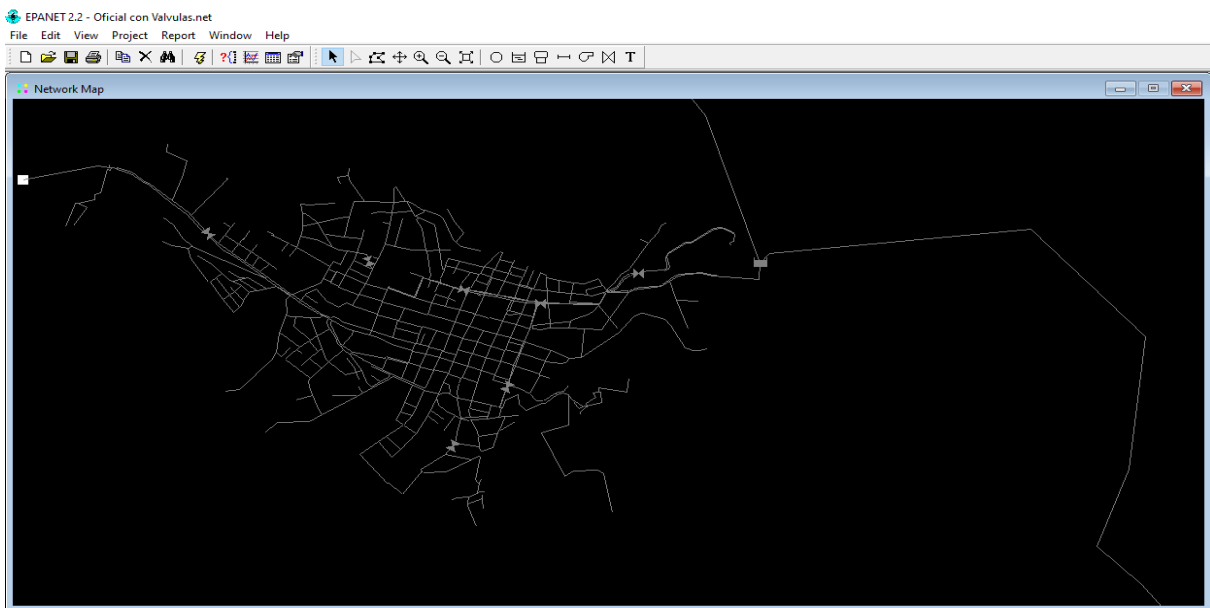 EPANET 2.2 - Oficial con Valvulas.net
File Edit View Project Report Window Help
T
Network Map